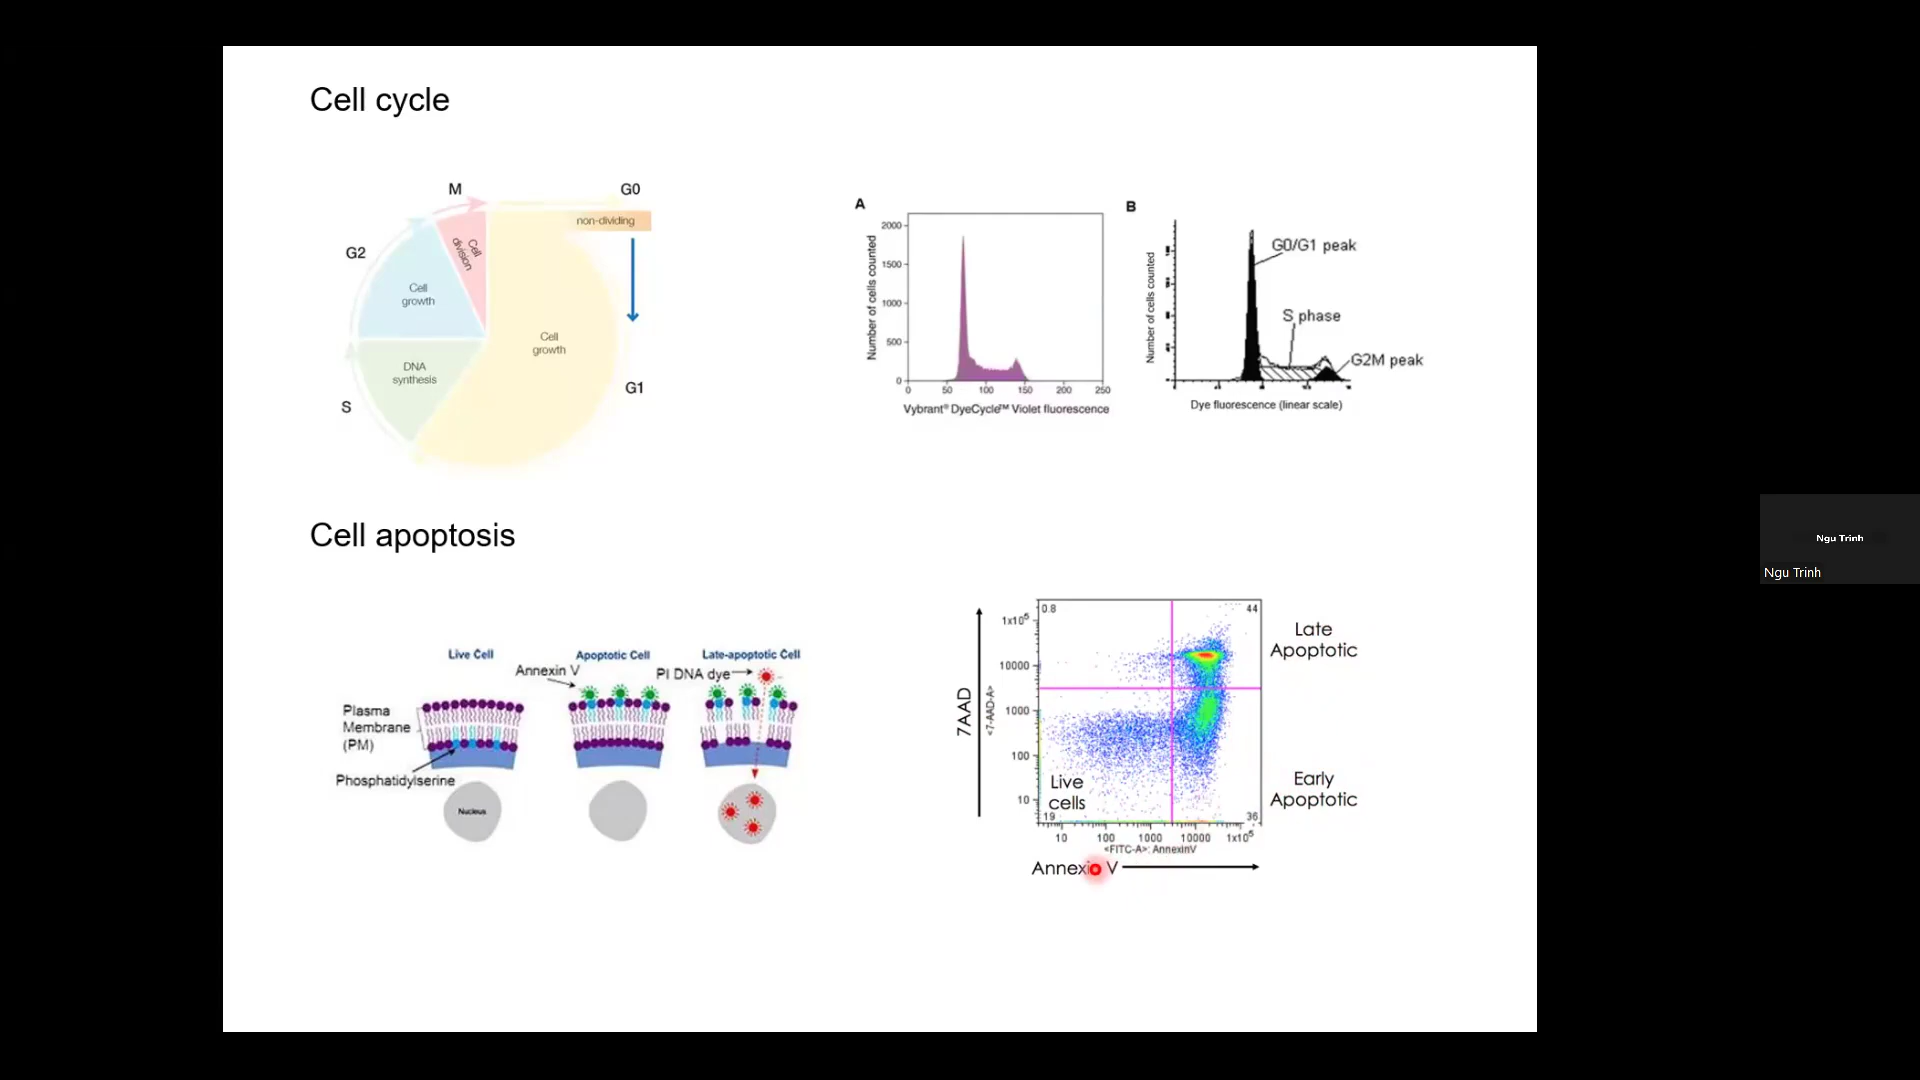 Cell cycle
M
G0
non-dividing
G2
Cell
division
Cell
growth
Cell
growth
DNA
synthesis
G1
S
A
Number of cells counted
2000
1500
1000
500
0
0 50 100 150 200 250
Vybrant® DyeCycle™ Violet fluorescence
B
Number of cells counted
G0/G1 peak
S phase
G2M peak
Dye fluorescence (linear scale)
Ngu Trinh
Ngu Trinh
Cell apoptosis
Live Cell
Apoptotic Cell
Late-apoptotic Cell
Annexin V
PI DNA dye
Plasma
Membrane
(PM)
Phosphatidylserine
Nucleus
7AAD
<7-AAD-A>
0.8
44
1x10⁵
10000
1000
100
10
Live
cells
19
36
10 100 1000 10000 1x10⁵
<FITC-A>: AnnexinV
Annexin V
Late
Apoptotic
Early
Apoptotic